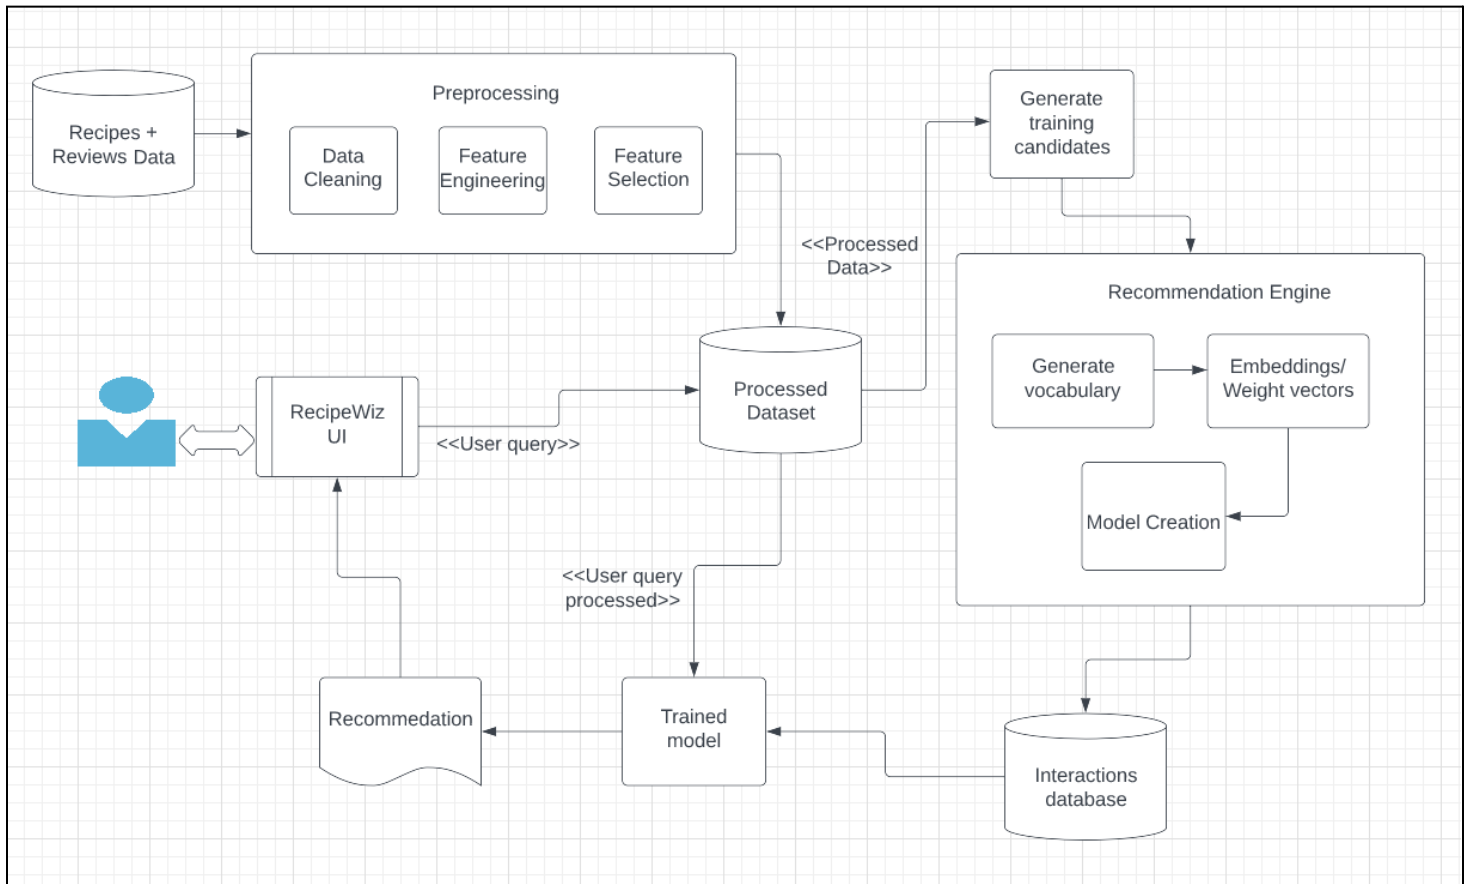 Preprocessing
Recipes +
Reviews Data
Data
Cleaning
Feature
Engineering
Feature
Selection
Generate
training
candidates
<<Processed
Data>>
Recommendation Engine
Generate
vocabulary
Embeddings/
Weight vectors
Model Creation
RecipeWiz
UI
<<User query>>
Processed
Dataset
<<User query
processed>>
Recommedation
Trained
model
Interactions
database